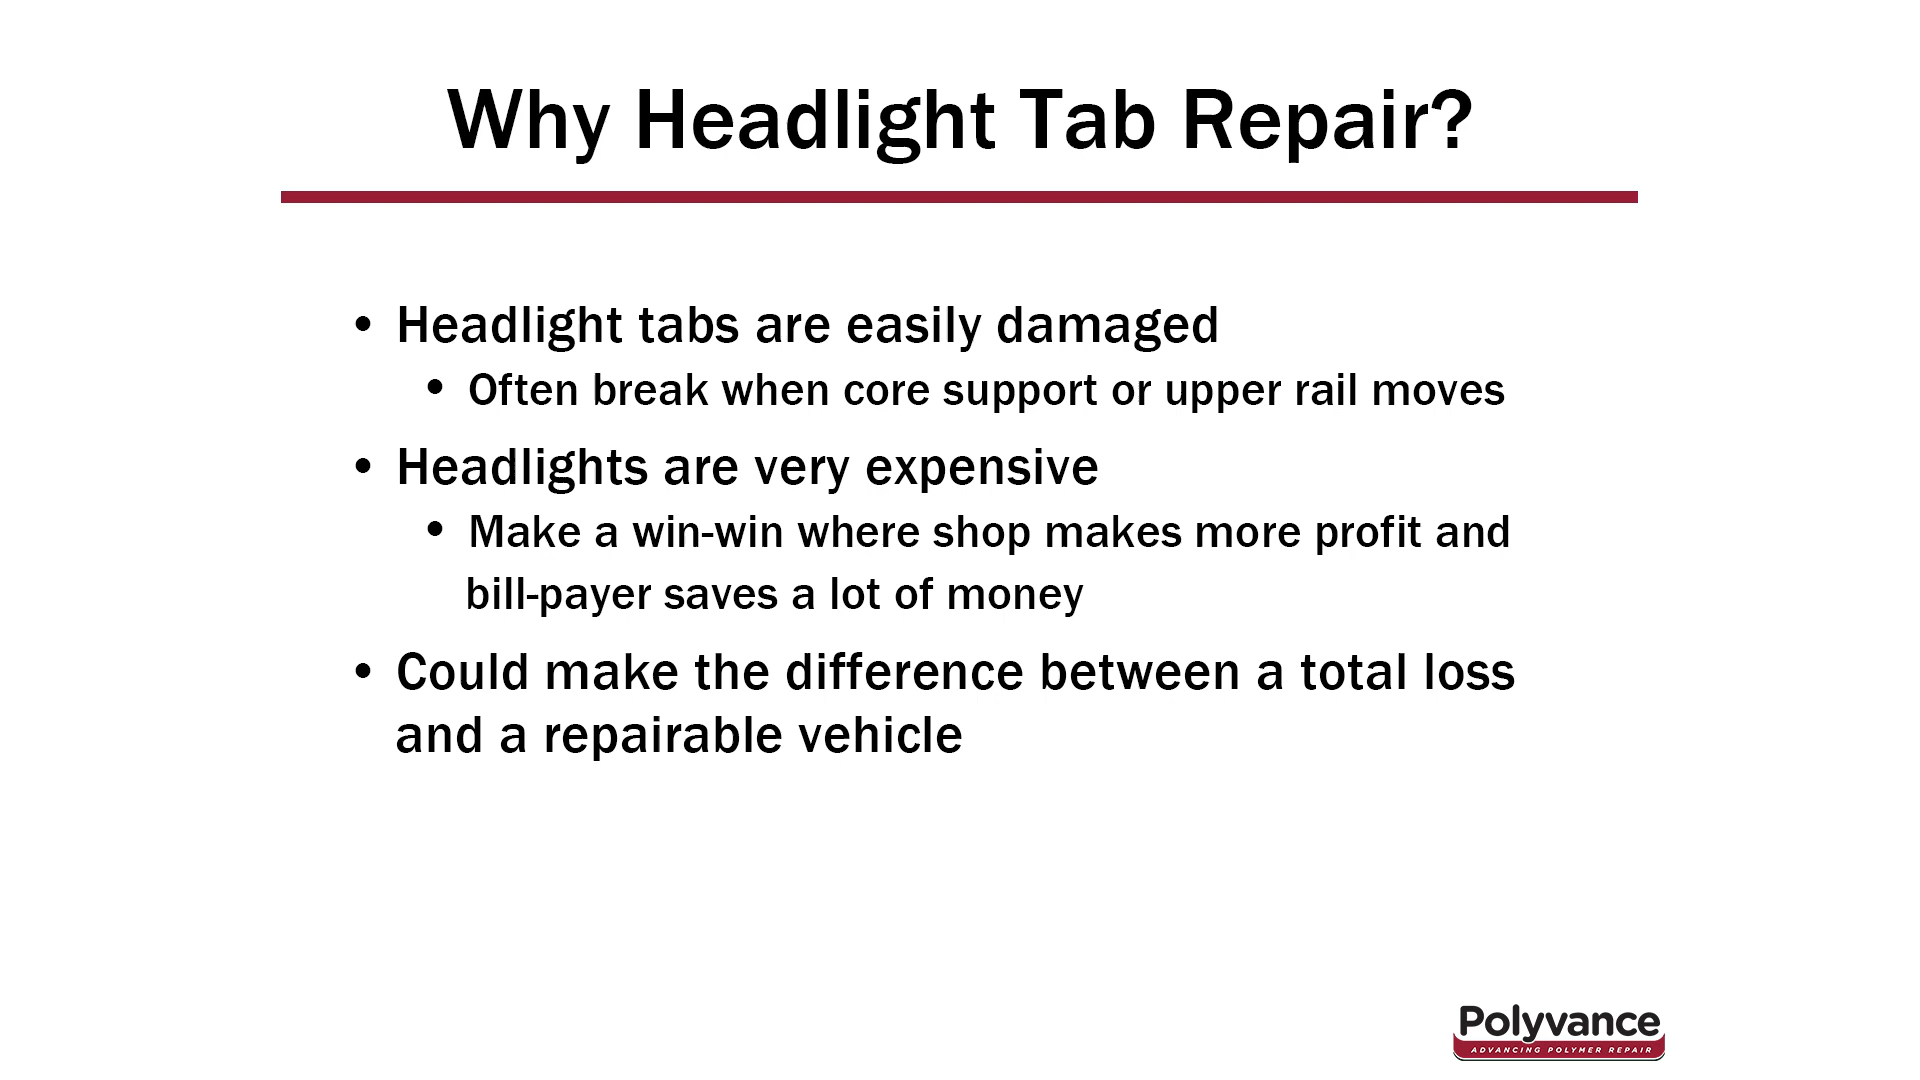 Why Headlight Tab Repair?
• Headlight tabs are easily damaged
• Often break when core support or upper rail moves
• Headlights are very expensive
• Make a win-win where shop makes more profit and
bill-payer saves a lot of money
• Could make the difference between a total loss
and a repairable vehicle
Polyvance
ADVANCING POLYMER REPAIR